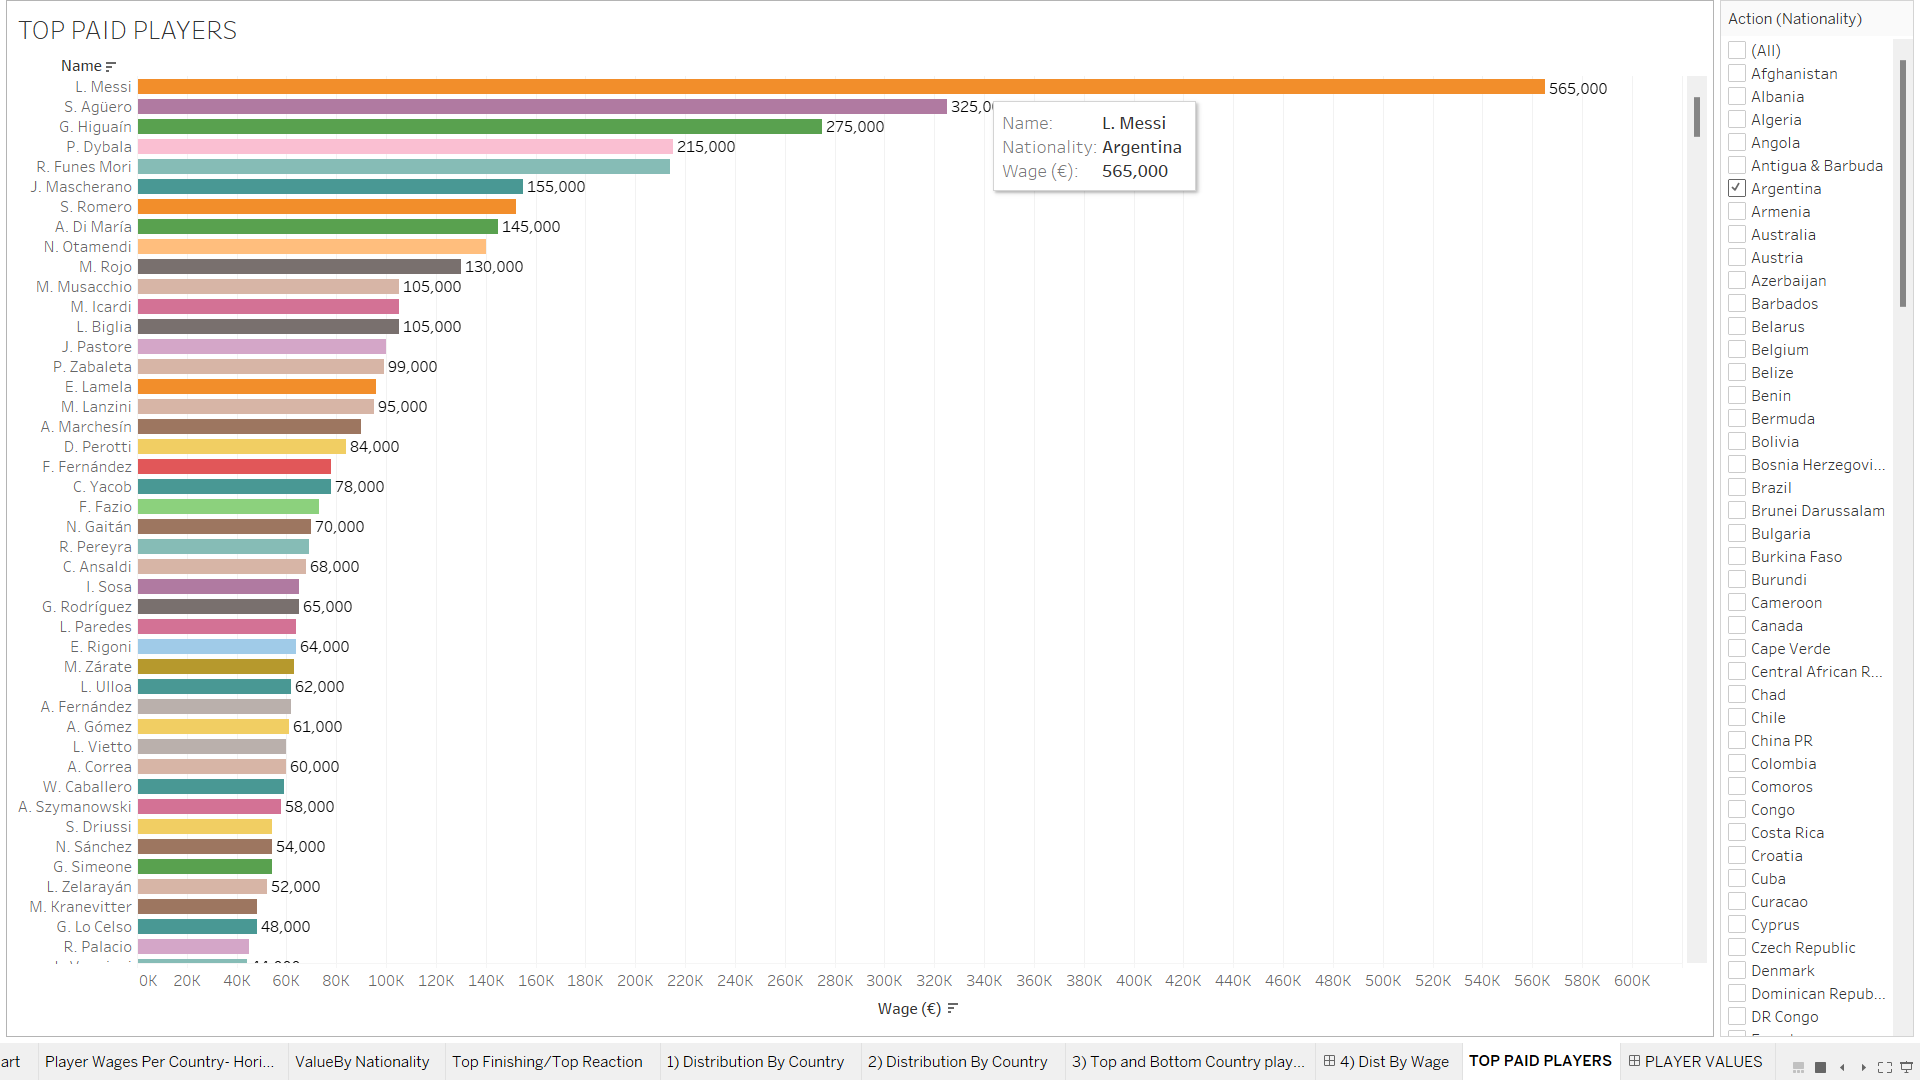 TOP PAID PLAYERS
Name
L. Messi 565,000
S. Agüero
G. Higuaín 275,000
P. Dybala 215,000
R. Funes Mori
J. Mascherano 155,000
S. Romero
A. Di María 145,000
N. Otamendi
M. Rojo 130,000
M. Musacchio 105,000
M. Icardi
L. Biglia 105,000
J. Pastore
P. Zabaleta 99,000
E. Lamela
M. Lanzini 95,000
A. Marchesín
D. Perotti 84,000
F. Fernández
C. Yacob 78,000
F. Fazio
N. Gaitán 70,000
R. Pereyra
C. Ansaldi 68,000
I. Sosa
G. Rodríguez 65,000
L. Paredes
E. Rigoni 64,000
M. Zárate
L. Ulloa 62,000
A. Fernández
A. Gómez 61,000
L. Vietto
A. Correa 60,000
W. Caballero
A. Szymanowski 58,000
S. Driussi
N. Sánchez 54,000
G. Simeone
L. Zelarayán 52,000
M. Kranevitter
G. Lo Celso 48,000
R. Palacio
0K 20K 40K 60K 80K 100K 120K 140K 160K 180K 200K 220K 240K 260K 280K 300K 320K 340K 360K 380K 400K 420K 440K 460K 480K 500K 520K 540K 560K 580K 600K
Wage (€)
Name: L. Messi
Nationality: Argentina
Wage (€): 565,000
Action (Nationality)
(All)
Afghanistan
Albania
Algeria
Angola
Antigua & Barbuda
Argentina
Armenia
Australia
Austria
Azerbaijan
Barbados
Belarus
Belgium
Belize
Benin
Bermuda
Bolivia
Bosnia Herzegovi...
Brazil
Brunei Darussalam
Bulgaria
Burkina Faso
Burundi
Cameroon
Canada
Cape Verde
Central African R...
Chad
Chile
China PR
Colombia
Comoros
Congo
Costa Rica
Croatia
Cuba
Curacao
Cyprus
Czech Republic
Denmark
Dominican Repub...
DR Congo
art Player Wages Per Country- Hori... ValueBy Nationality Top Finishing/Top Reaction 1) Distribution By Country 2) Distribution By Country 3) Top and Bottom Country play... 4) Dist By Wage TOP PAID PLAYERS PLAYER VALUES